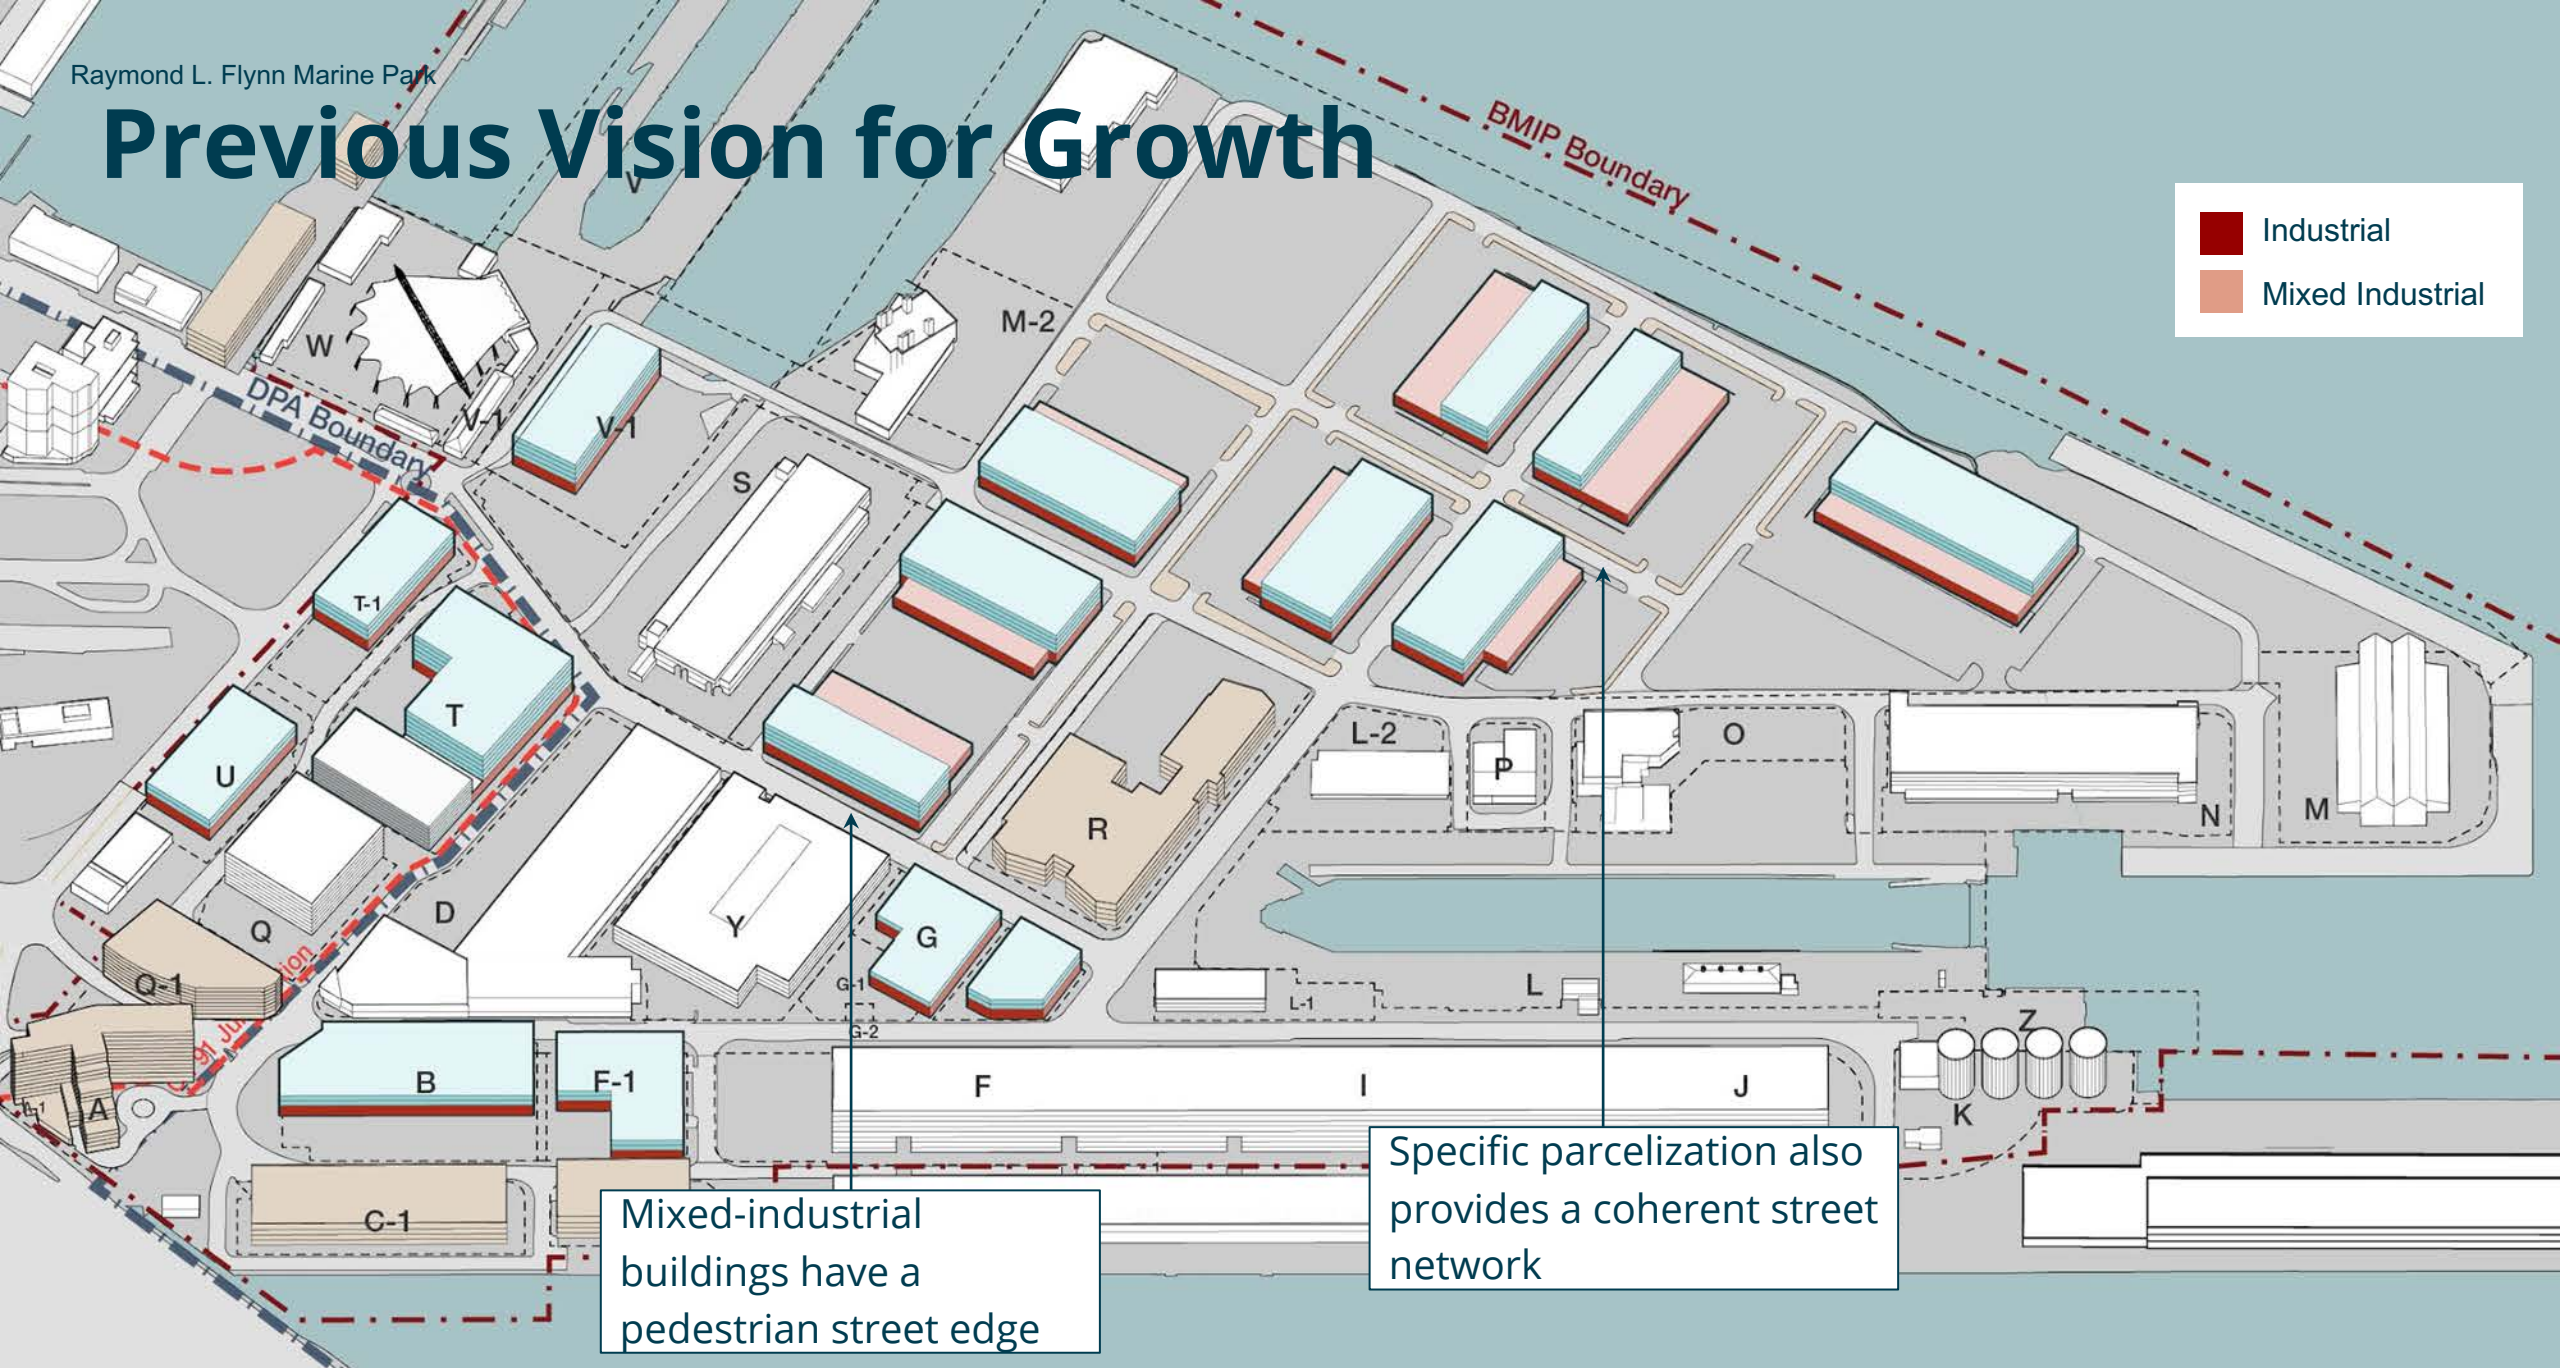 Raymond L. Flynn Marine Park
Previous Vision for Growth
BMIP Boundary
Industrial
Mixed Industrial
V
M-2
W
DPA Boundary
V-1
V-1
S
T-1
T
U
L-2
P
O
N
M
R
D
Y
Q
G
Q-1
G-1
L-1
L
G-2
Z
A
B
F-1
F
I
J
K
C-1
Specific parcelization also
provides a coherent street
network
Mixed-industrial
buildings have a
pedestrian street edge